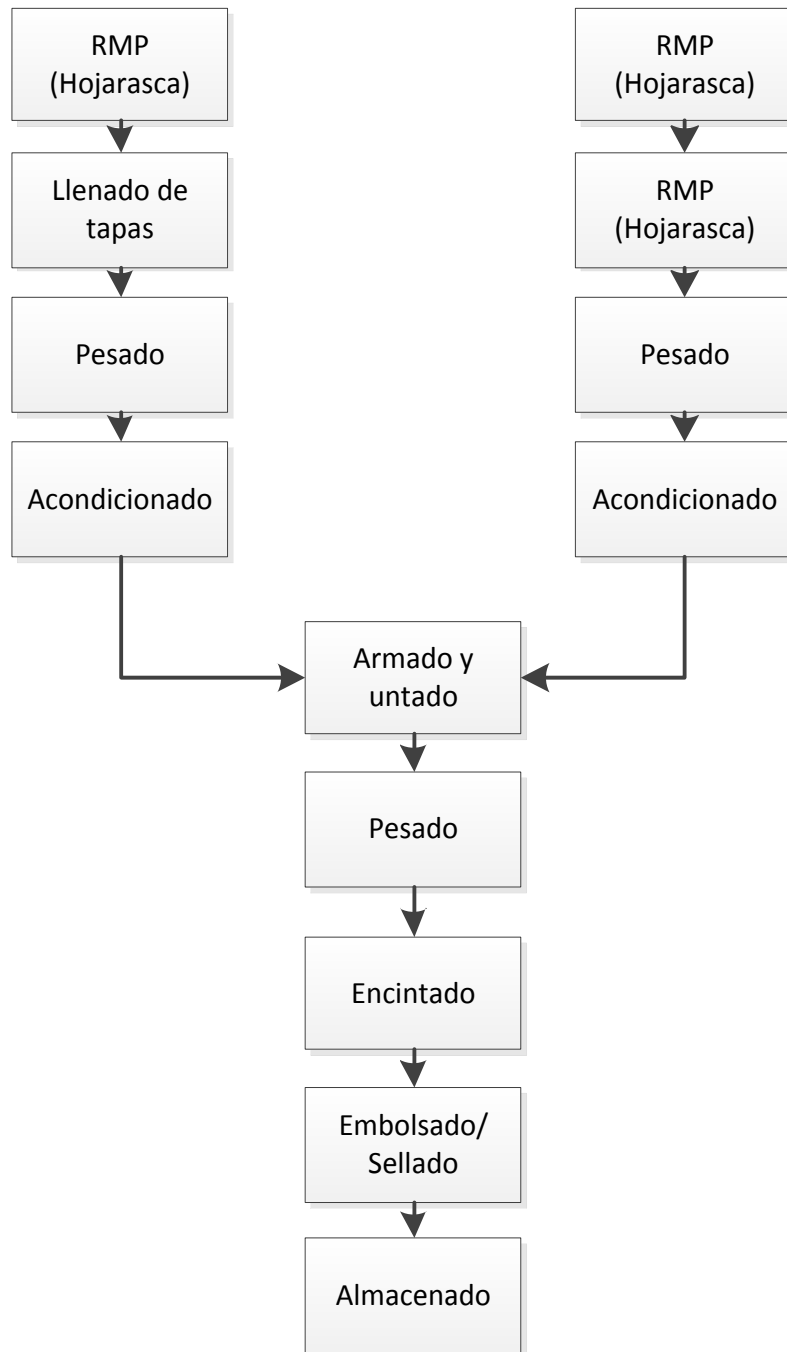 RMP
(Hojarasca)
Llenado de
tapas
Pesado
Acondicionado
RMP
(Hojarasca)
RMP
(Hojarasca)
Pesado
Acondicionado
Armado y
untado
Pesado
Encintado
Embolsado/
Sellado
Almacenado